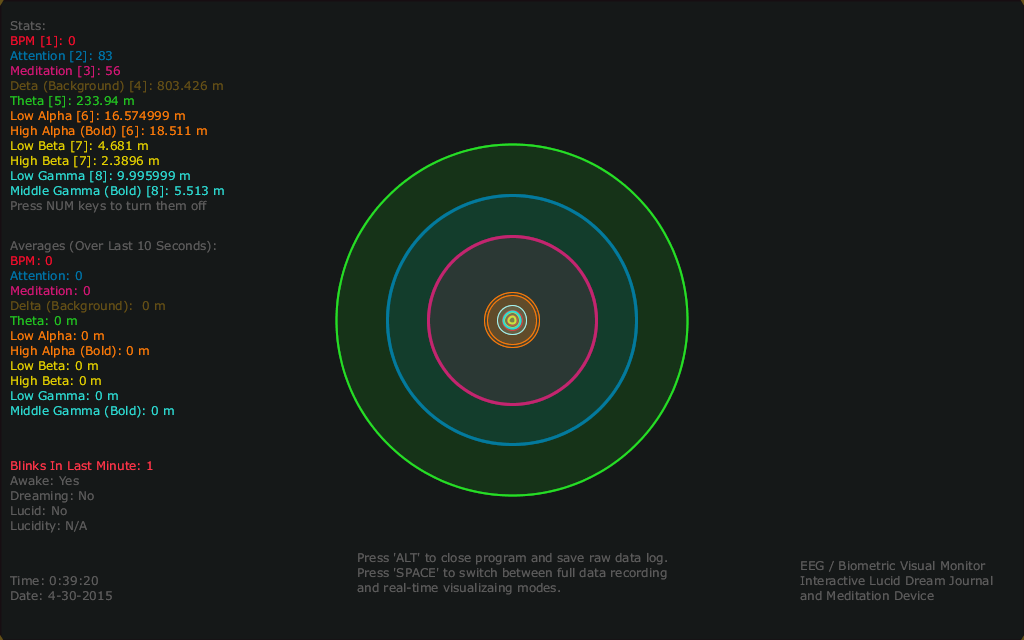 Stats:
BPM [1]: 0
Attention [2]: 83
Meditation [3]: 56
Deta (Background) [4]: 803.426 m
Theta [5]: 233.94 m
Low Alpha [6]: 16.574999 m
High Alpha (Bold) [6]: 18.511 m
Low Beta [7]: 4.681 m
High Beta [7]: 2.3896 m
Low Gamma [8]: 9.995999 m
Middle Gamma (Bold) [8]: 5.513 m
Press NUM keys to turn them off
Averages (Over Last 10 Seconds):
BPM: 0
Attention: 0
Meditation: 0
Delta (Background):  0 m
Theta: 0 m
Low Alpha: 0 m
High Alpha (Bold): 0 m
Low Beta: 0 m
High Beta: 0 m
Low Gamma: 0 m
Middle Gamma (Bold): 0 m
Blinks In Last Minute: 1
Awake: Yes
Dreaming: No
Lucid: No
Lucidity: N/A
Time: 0:39:20
Date: 4-30-2015
Press 'ALT' to close program and save raw data log.
Press 'SPACE' to switch between full data recording
and real-time visualizaing modes.
EEG / Biometric Visual Monitor
Interactive Lucid Dream Journal
and Meditation Device